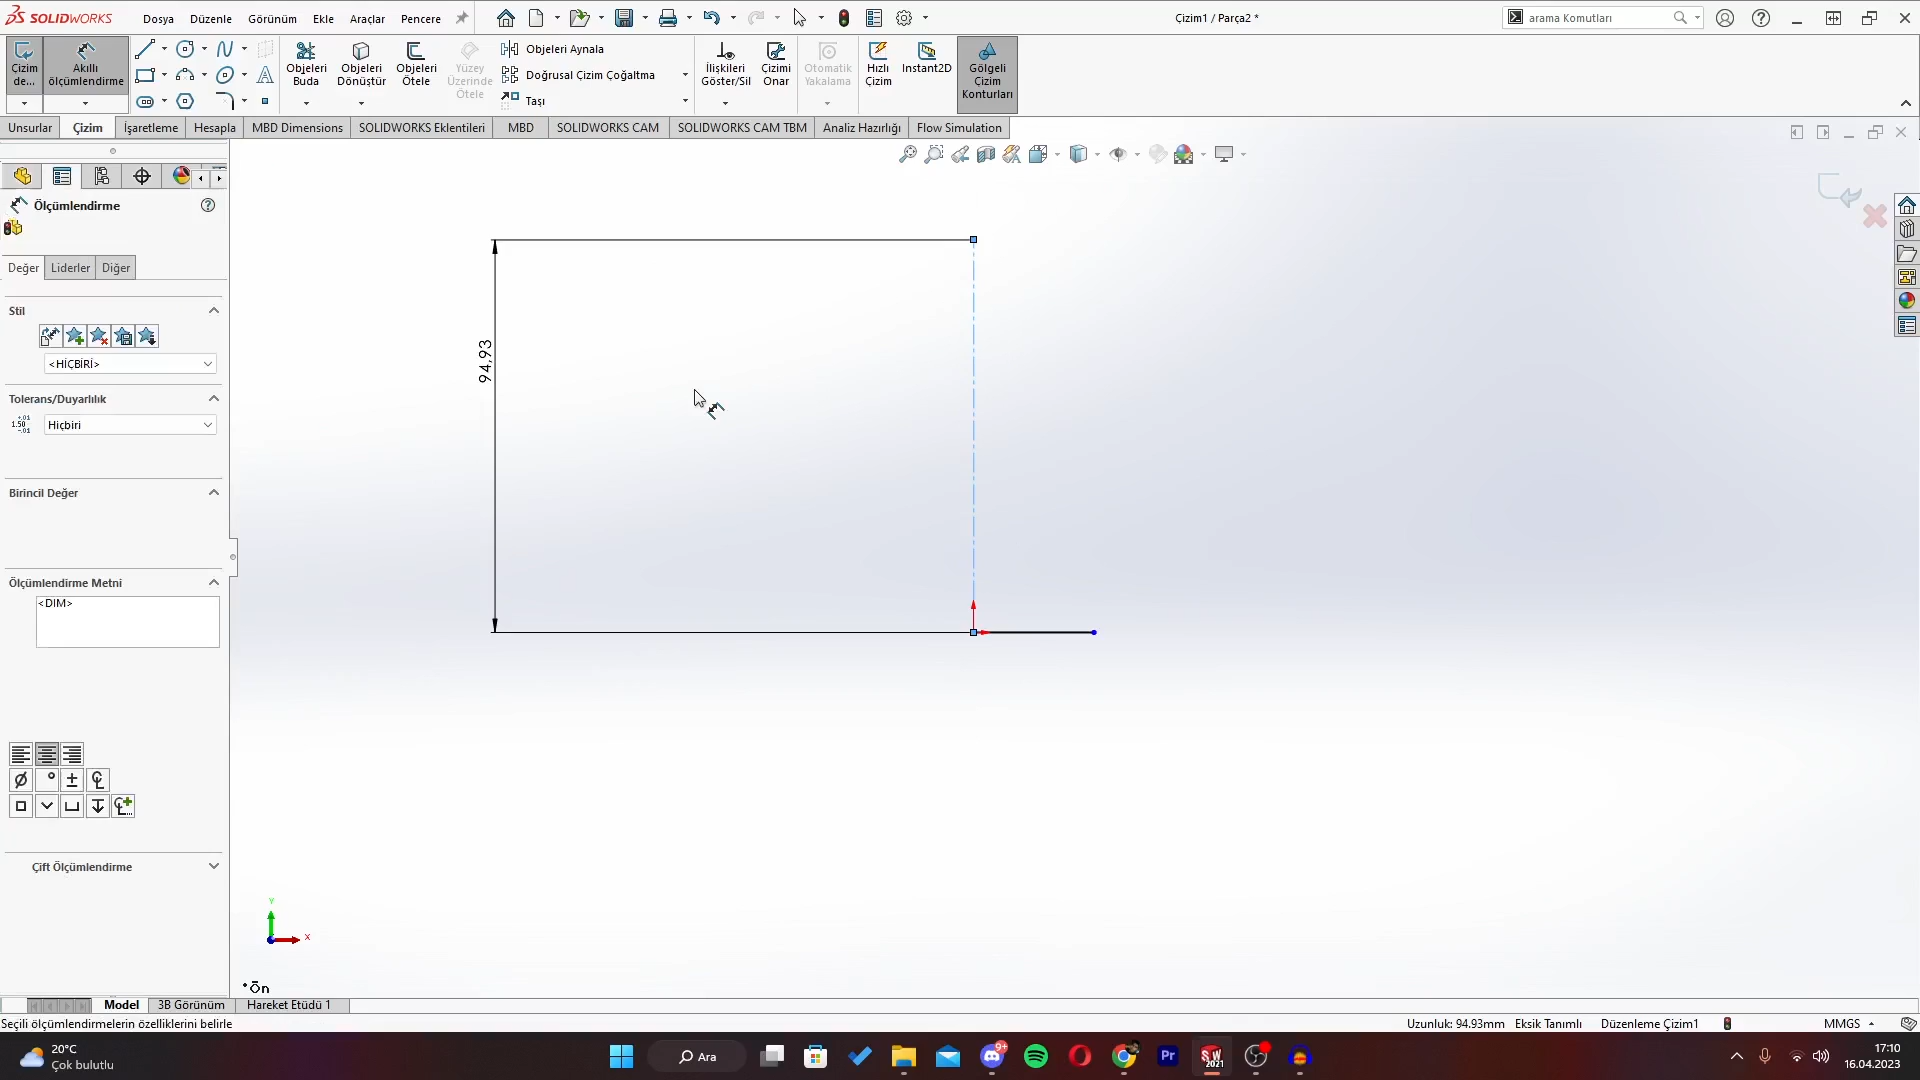 SOLIDWORKS Dosya Düzenle Görünüm Ekle Araçlar Pencere Çizim1 / Parça2 * arama Komutları
Çizim de...
Akıllı ölçümlendirme
Objeleri Buda
Objeleri Dönüştür
Objeleri Ötele
Yüzey Üzerinde Ötele
Objeleri Aynala
Doğrusal Çizim Çoğaltma
Taşı
İlişkileri Göster/Sil
Çizimi Onar
Otomatik Yakalama
Hızlı Çizim
Instant2D
Gölgeli Çizim Konturları
Unsurlar Çizim İşaretleme Hesapla MBD Dimensions SOLIDWORKS Eklentileri MBD SOLIDWORKS CAM SOLIDWORKS CAM TBM Analiz Hazırlığı Flow Simulation
Ölçümlendirme
Değer Liderler Diğer
Stil
<HİÇBİRİ>
Tolerans/Duyarlılık
Hiçbiri
Birincil Değer
Ölçümlendirme Metni
<DIM>
Çift Ölçümlendirme
94,93
Y
X
*Ön
Model 3B Görünüm Hareket Etüdü 1
Seçili ölçümlendirmelerin özelliklerini belirle Uzunluk: 94.93mm Eksik Tanımlı Düzenleme Çizim1 MMGS
20°C
Çok bulutlu
Ara
9+
Pr
SW
2021
17:10
16.04.2023